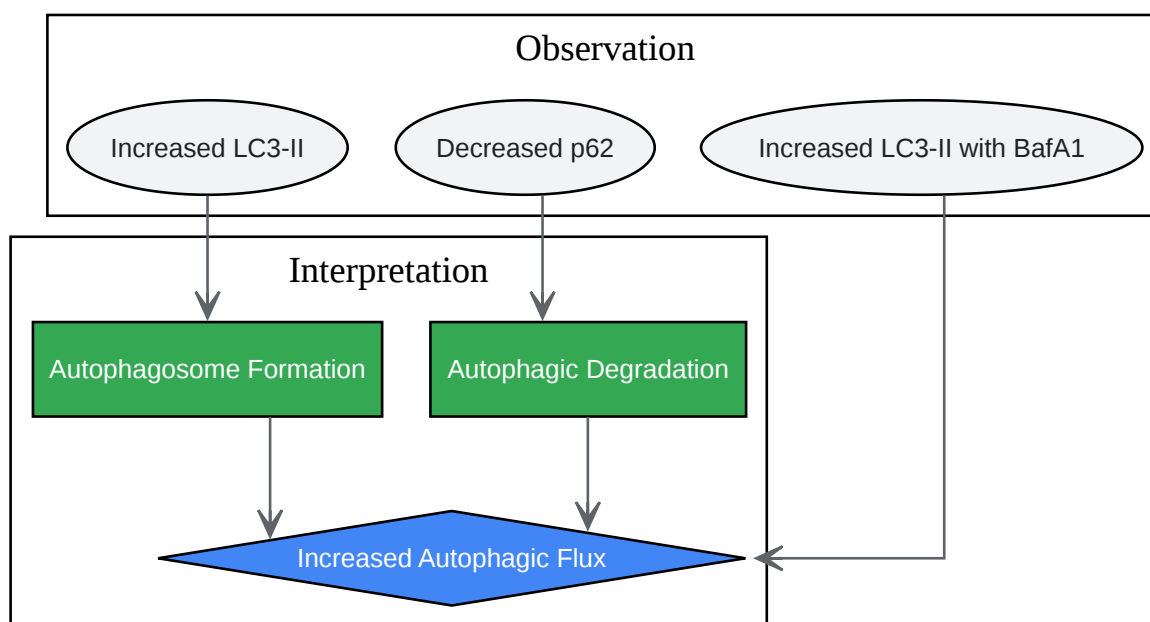 Observation
Increased LC3-II
Decreased p62
Increased LC3-II with BafA1
Interpretation
Autophagosome Formation
Autophagic Degradation
Increased Autophagic Flux